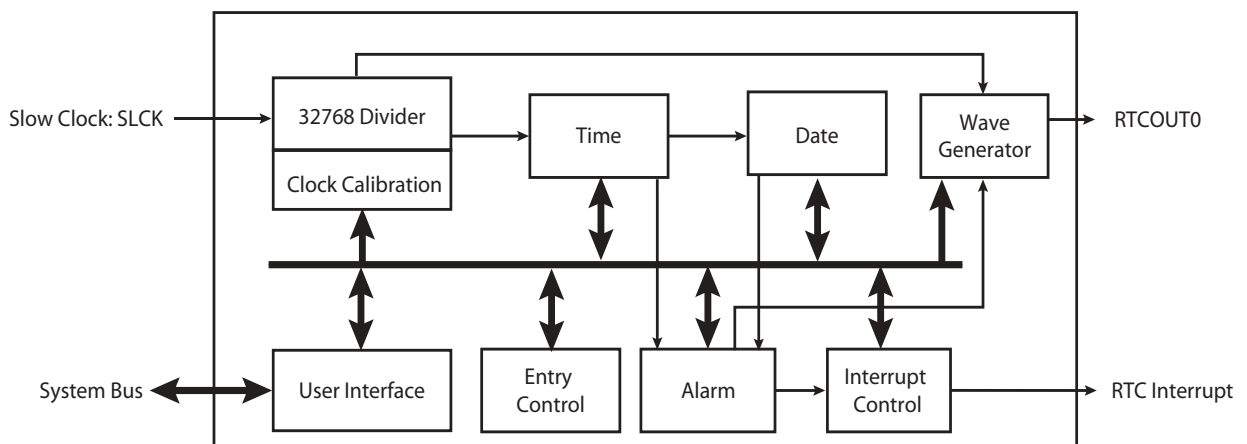 Slow Clock: SLCK
32768 Divider
Clock Calibration
Time
Date
Wave
Generator
RTCOUT0
System Bus
User Interface
Entry
Control
Alarm
Interrupt
Control
RTC Interrupt